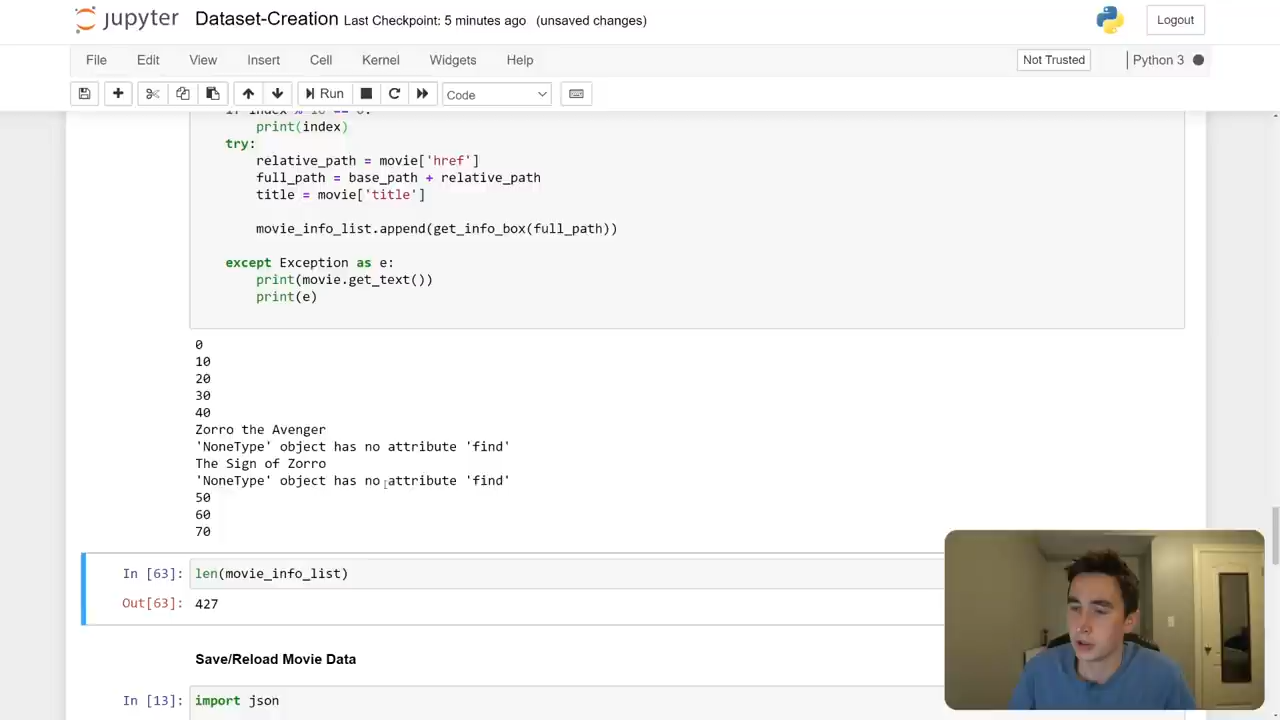 jupyter Dataset-Creation Last Checkpoint: 5 minutes ago (unsaved changes) Logout
File Edit View Insert Cell Kernel Widgets Help Not Trusted Python 3
Run Code
if index % 10 == 0:
print(index)
try:
relative_path = movie['href']
full_path = base_path + relative_path
title = movie['title']
movie_info_list.append(get_info_box(full_path))
except Exception as e:
print(movie.get_text())
print(e)
0
10
20
30
40
Zorro the Avenger
'NoneType' object has no attribute 'find'
The Sign of Zorro
'NoneType' object has no attribute 'find'
50
60
70
In [63]: len(movie_info_list)
Out[63]: 427
Save/Reload Movie Data
In [13]: import json